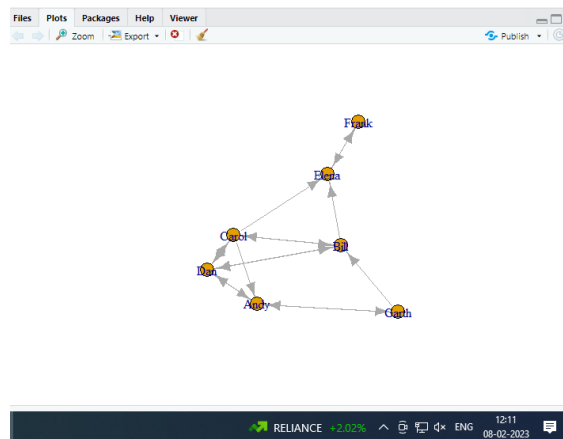 Files Plots Packages Help Viewer
Zoom Export Publish
Frank
Elena
Carol
Bill
Dan
Andy
Garth
RELIANCE +2.02% ENG 12:11
08-02-2023